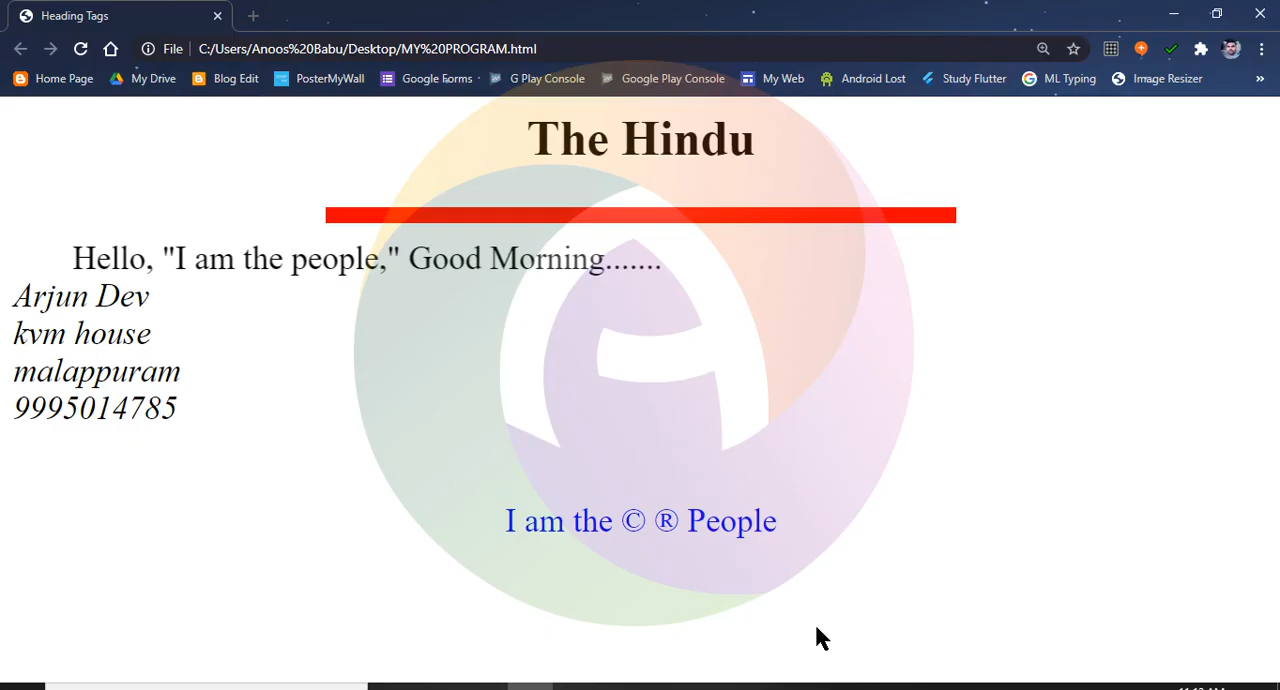 Heading Tags
File C:/Users/Anoos%20Babu/Desktop/MY%20PROGRAM.html
Home Page My Drive Blog Edit PosterMyWall Google Forms G Play Console Google Play Console My Web Android Lost Study Flutter ML Typing Image Resizer »
The Hindu
Hello, "I am the people," Good Morning.......
Arjun Dev
kvm house
malappuram
9995014785
I am the © ® People